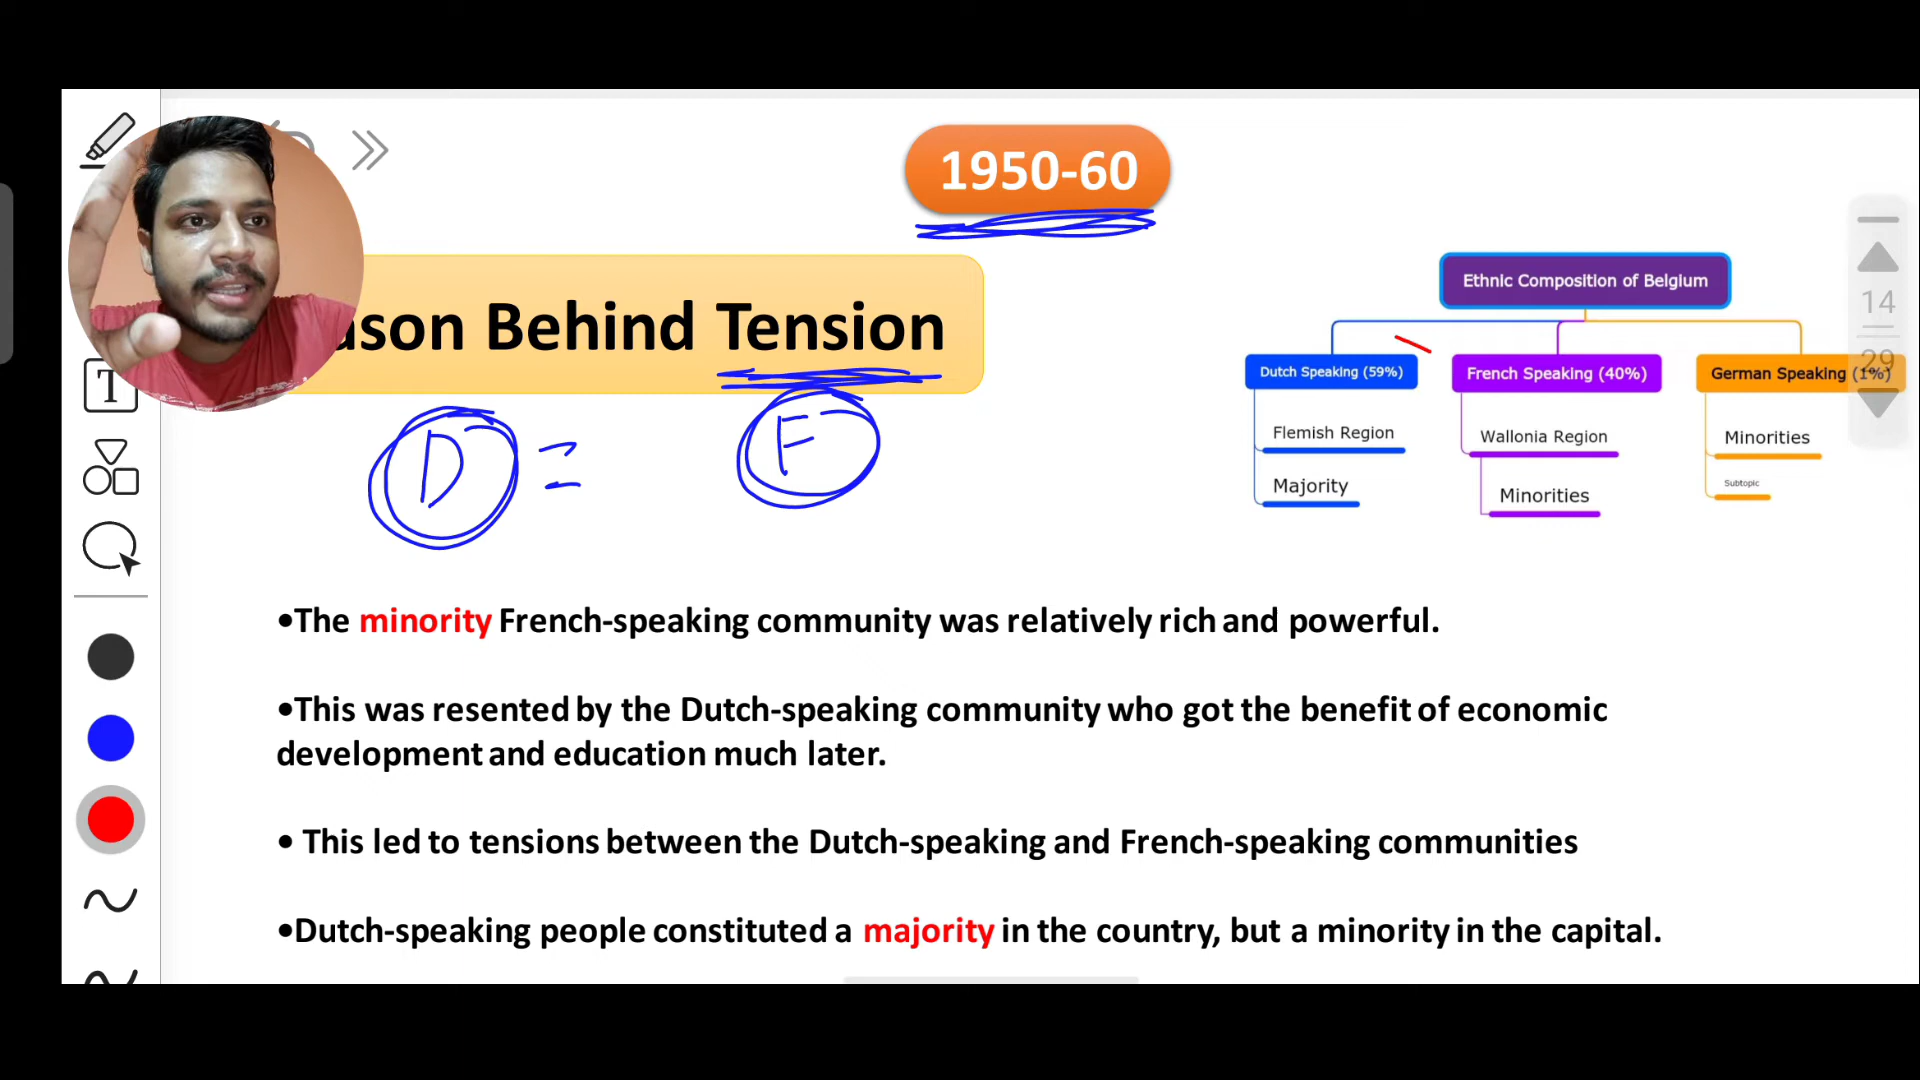 1950-60
Ethnic Composition of Belgium
ason Behind Tension
Dutch Speaking (59%)
French Speaking (40%)
German Speaking (1%)
Flemish Region
Wallonia Region
Minorities
Majority
Minorities
Subtopic
14
29
T
D =
F
•The minority French-speaking community was relatively rich and powerful.
•This was resented by the Dutch-speaking community who got the benefit of economic
development and education much later.
• This led to tensions between the Dutch-speaking and French-speaking communities
•Dutch-speaking people constituted a majority in the country, but a minority in the capital.